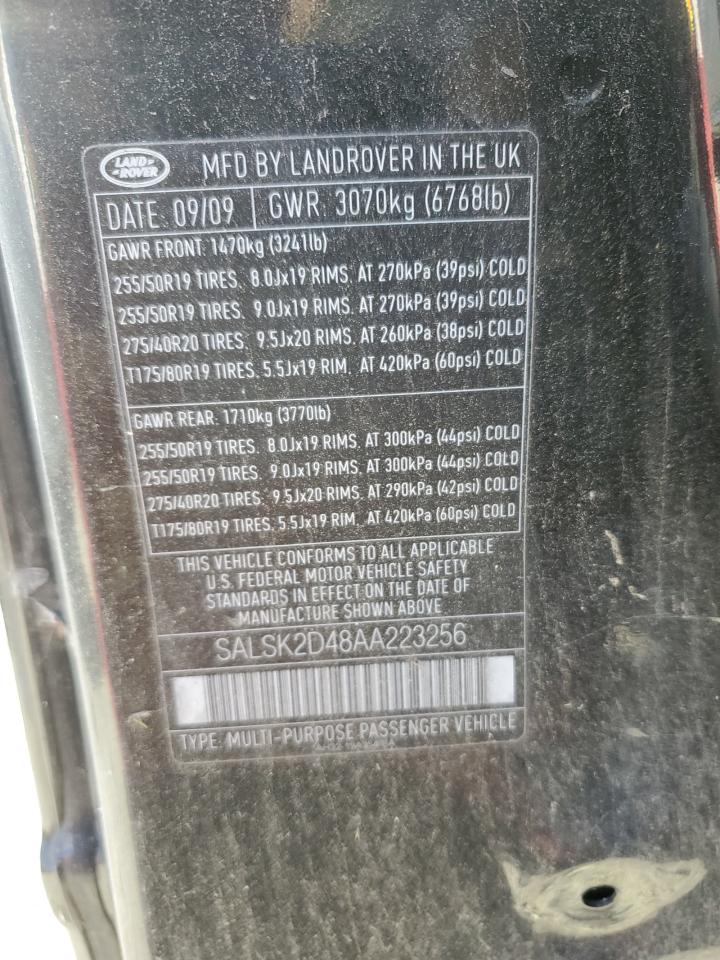 LAND-
-ROVER
MFD BY LANDROVER IN THE UK
DATE: 09/09 GWR: 3070kg (6768lb)
GAWR FRONT: 1470kg (3241lb)
255/50R19 TIRES. 8.0Jx19 RIMS. AT 270kPa (39psi) COLD
255/50R19 TIRES. 9.0Jx19 RIMS. AT 270kPa (39psi) COLD
275/40R20 TIRES. 9.5Jx20 RIMS. AT 260kPa (38psi) COLD
T175/80R19 TIRES. 5.5Jx19 RIM. AT 420kPa (60psi) COLD
GAWR REAR: 1710kg (3770lb)
255/50R19 TIRES. 8.0Jx19 RIMS. AT 300kPa (44psi) COLD
255/50R19 TIRES. 9.0Jx19 RIMS. AT 300kPa (44psi) COLD
275/40R20 TIRES. 9.5Jx20 RIMS. AT 290kPa (42psi) COLD
T175/80R19 TIRES. 5.5Jx19 RIM. AT 420kPa (60psi) COLD
THIS VEHICLE CONFORMS TO ALL APPLICABLE
U.S. FEDERAL MOTOR VEHICLE SAFETY
STANDARDS IN EFFECT ON THE DATE OF
MANUFACTURE SHOWN ABOVE
SALSK2D48AA223256
TYPE: MULTI-PURPOSE PASSENGER VEHICLE